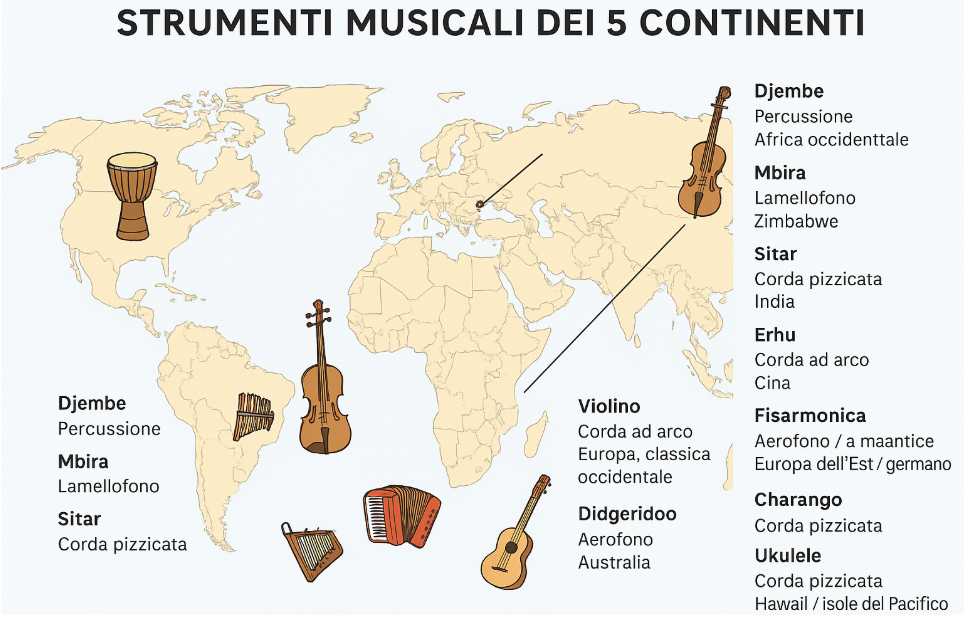 STRUMENTI MUSICALI DEI 5 CONTINENTI
Djembe
Percussione
Mbira
Lamellofono
Sitar
Corda pizzicata
Violino
Corda ad arco
Europa, classica
occidentale
Didgeridoo
Aerofono
Australia
Djembe
Percussione
Africa occidenttale
Mbira
Lamellofono
Zimbabwe
Sitar
Corda pizzicata
India
Erhu
Corda ad arco
Cina
Fisarmonica
Aerofono / a maantice
Europa dell'Est / germano
Charango
Corda pizzicata
Ukulele
Corda pizzicata
Hawail / isole del Pacifico